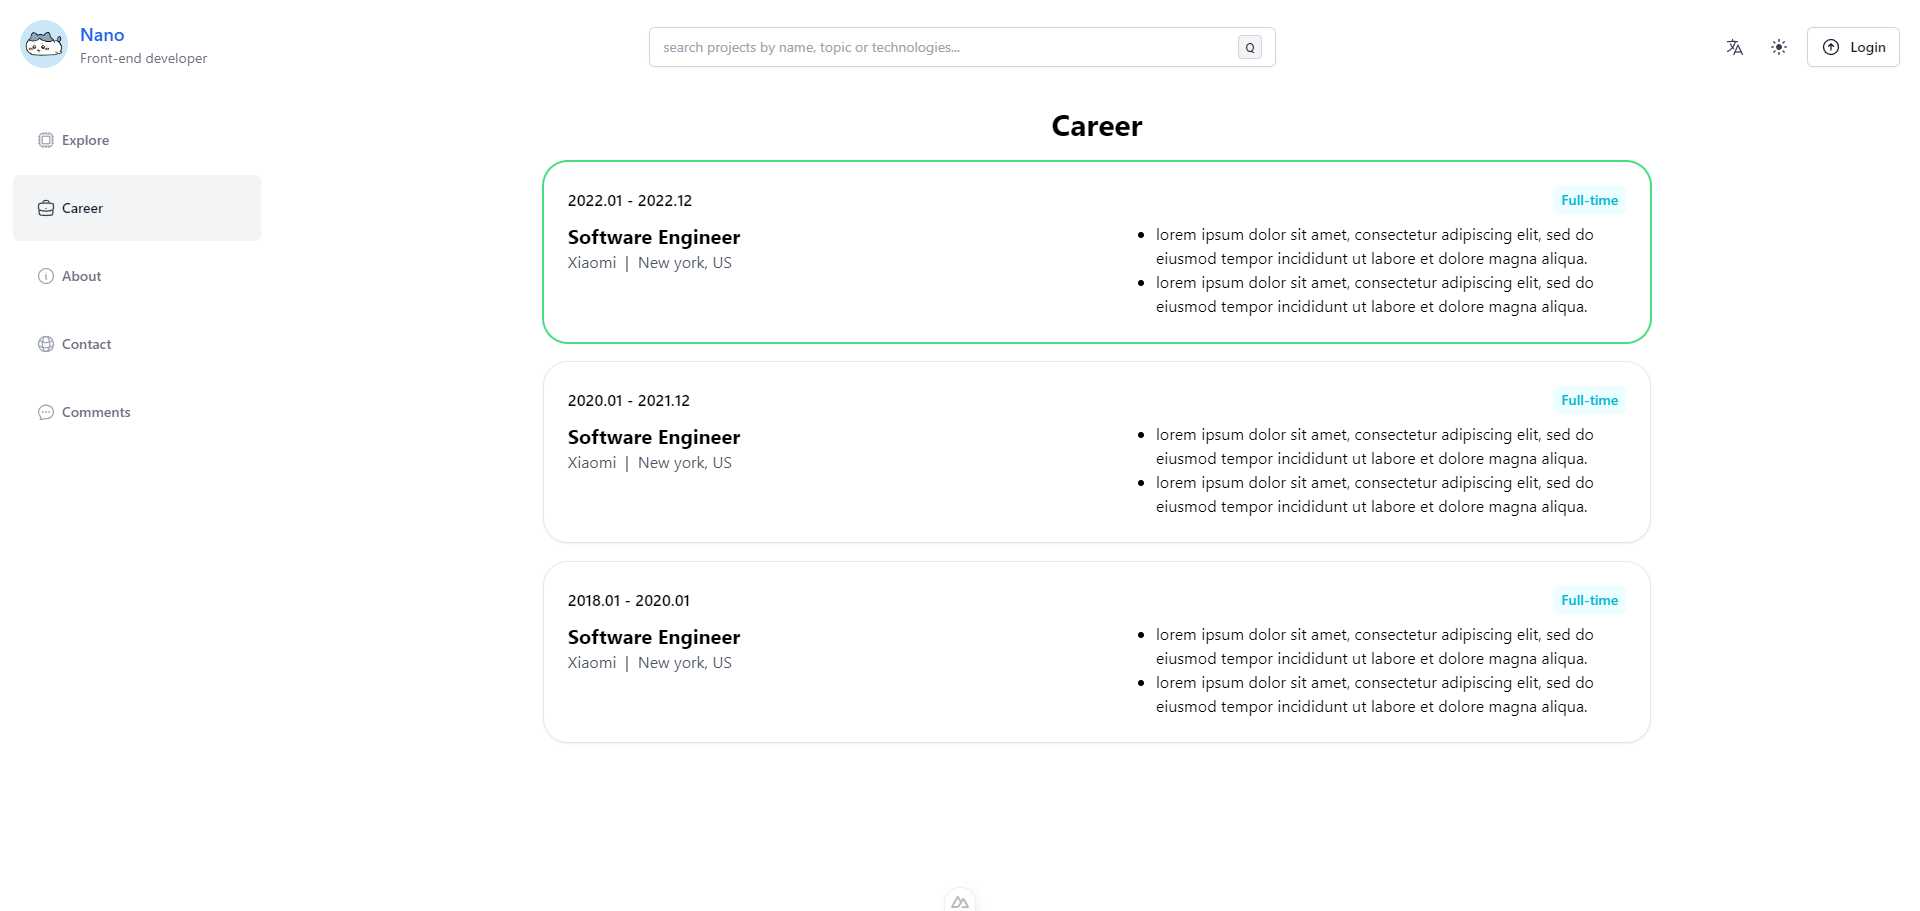 Nano
Front-end developer
search projects by name, topic or technologies...
Q
Login
Explore
Career
About
Contact
Comments
Career
2022.01 - 2022.12
Full-time
Software Engineer
Xiaomi | New york, US
• lorem ipsum dolor sit amet, consectetur adipiscing elit, sed do
eiusmod tempor incididunt ut labore et dolore magna aliqua.
• lorem ipsum dolor sit amet, consectetur adipiscing elit, sed do
eiusmod tempor incididunt ut labore et dolore magna aliqua.
2020.01 - 2021.12
Full-time
Software Engineer
Xiaomi | New york, US
• lorem ipsum dolor sit amet, consectetur adipiscing elit, sed do
eiusmod tempor incididunt ut labore et dolore magna aliqua.
• lorem ipsum dolor sit amet, consectetur adipiscing elit, sed do
eiusmod tempor incididunt ut labore et dolore magna aliqua.
2018.01 - 2020.01
Full-time
Software Engineer
Xiaomi | New york, US
• lorem ipsum dolor sit amet, consectetur adipiscing elit, sed do
eiusmod tempor incididunt ut labore et dolore magna aliqua.
• lorem ipsum dolor sit amet, consectetur adipiscing elit, sed do
eiusmod tempor incididunt ut labore et dolore magna aliqua.